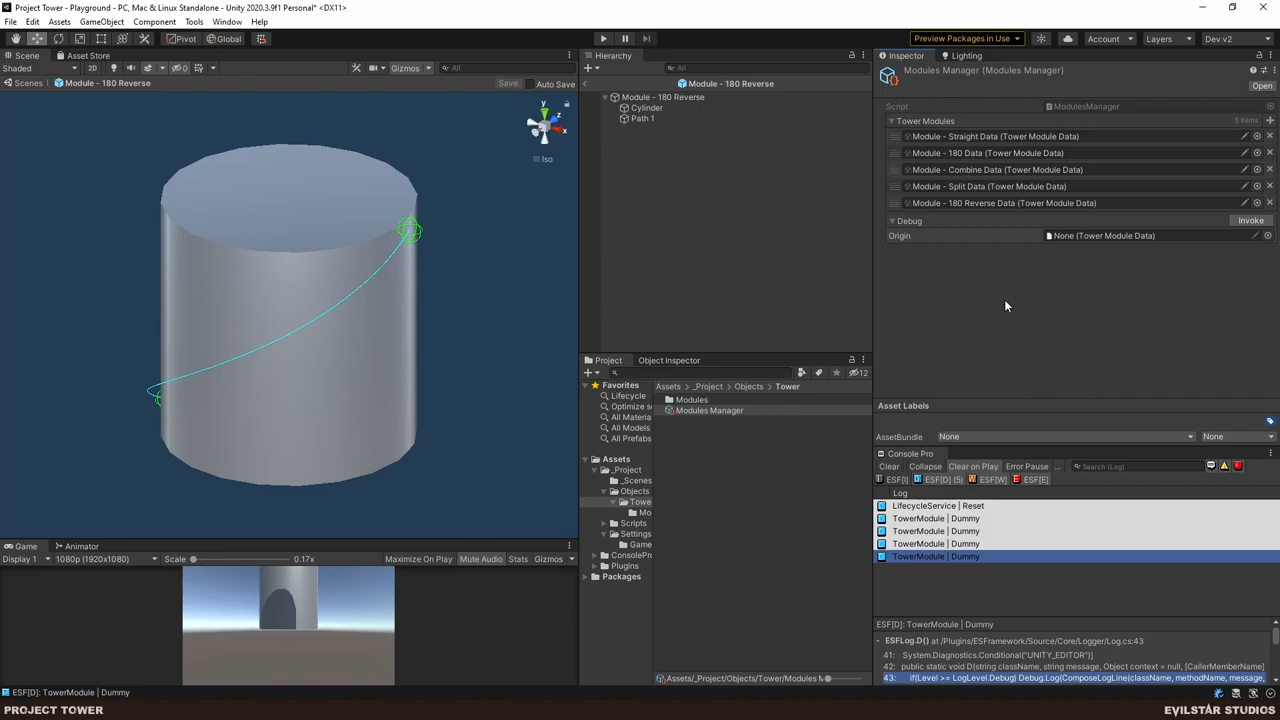 Project Tower - Playground - PC, Mac & Linux Standalone - Unity 2020.3.9f1 Personal* <DX11>
File Edit Assets GameObject Component Tools Window Help
Pivot Global Preview Packages in Use Account Layers Dev v2
Scene Asset Store Hierarchy Inspector Lighting
Shaded 2D 0 Gizmos All
All
Modules Manager (Modules Manager)
Open
Scenes Module - 180 Reverse Save Auto Save
Module - 180 Reverse
Module - 180 Reverse
Cylinder
Path 1
y
z
x
Iso
Script ModulesManager
Tower Modules 5 items
Module - Straight Data (Tower Module Data)
Module - 180 Data (Tower Module Data)
Module - Combine Data (Tower Module Data)
Module - Split Data (Tower Module Data)
Module - 180 Reverse Data (Tower Module Data)
Debug Invoke
Origin None (Tower Module Data)
Project Object Inspector
12
Favorites
Lifecycle
Optimize s
All Materia
All Models
All Prefabs
Assets
_Project
_Scenes
Objects
Towe
Mo
Scripts
Settings
Game
ConsolePro
Plugins
Packages
Assets > _Project > Objects > Tower
Modules
Modules Manager
Assets/_Project/Objects/Tower/Modules M
Asset Labels
AssetBundle None None
Console Pro
Clear Collapse Clear on Play Error Pause ... Search (Log)
ESF[I] ESF[D] (5) ESF[W] ESF[E]
Log
LifecycleService | Reset
TowerModule | Dummy
TowerModule | Dummy
TowerModule | Dummy
TowerModule | Dummy
ESF[D]: TowerModule | Dummy
- ESFLog.D() at /Plugins/ESFramework/Source/Core/Logger/Log.cs:43
41: System.Diagnostics.Conditional("UNITY_EDITOR")]
42: public static void D(string className, string message, Object context = null, [CallerMemberName]
43: if(Level >= LogLevel.Debug) Debug.Log(ComposeLogLine(className, methodName, message,
Game Animator
Display 1 1080p (1920x1080) Scale 0.17x Maximize On Play Mute Audio Stats Gizmos
ESF[D]: TowerModule | Dummy
PROJECT TOWER
EVILSTAR STUDIOS